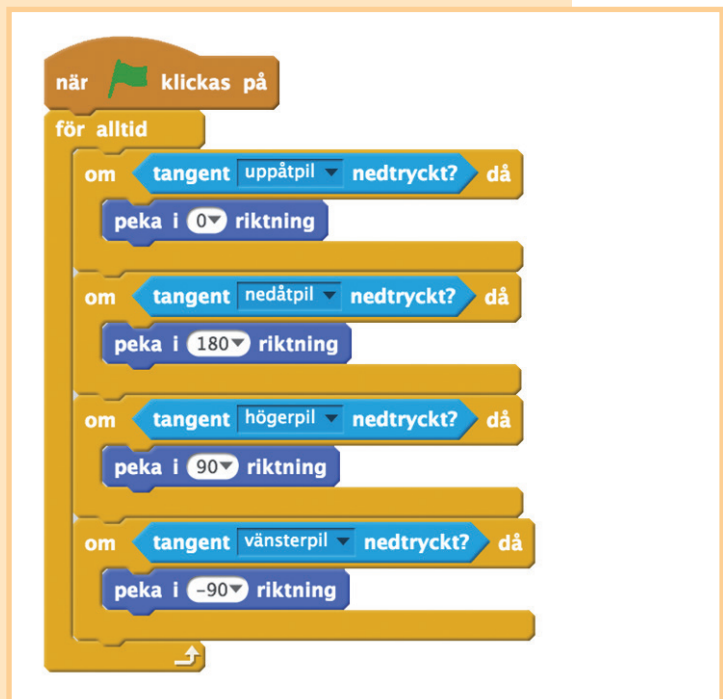 när klickas på
för alltid
om tangent uppåtpil nedtryckt? då
peka i 0 riktning
om tangent nedåtpil nedtryckt? då
peka i 180 riktning
om tangent högerpil nedtryckt? då
peka i 90 riktning
om tangent vänsterpil nedtryckt? då
peka i -90 riktning